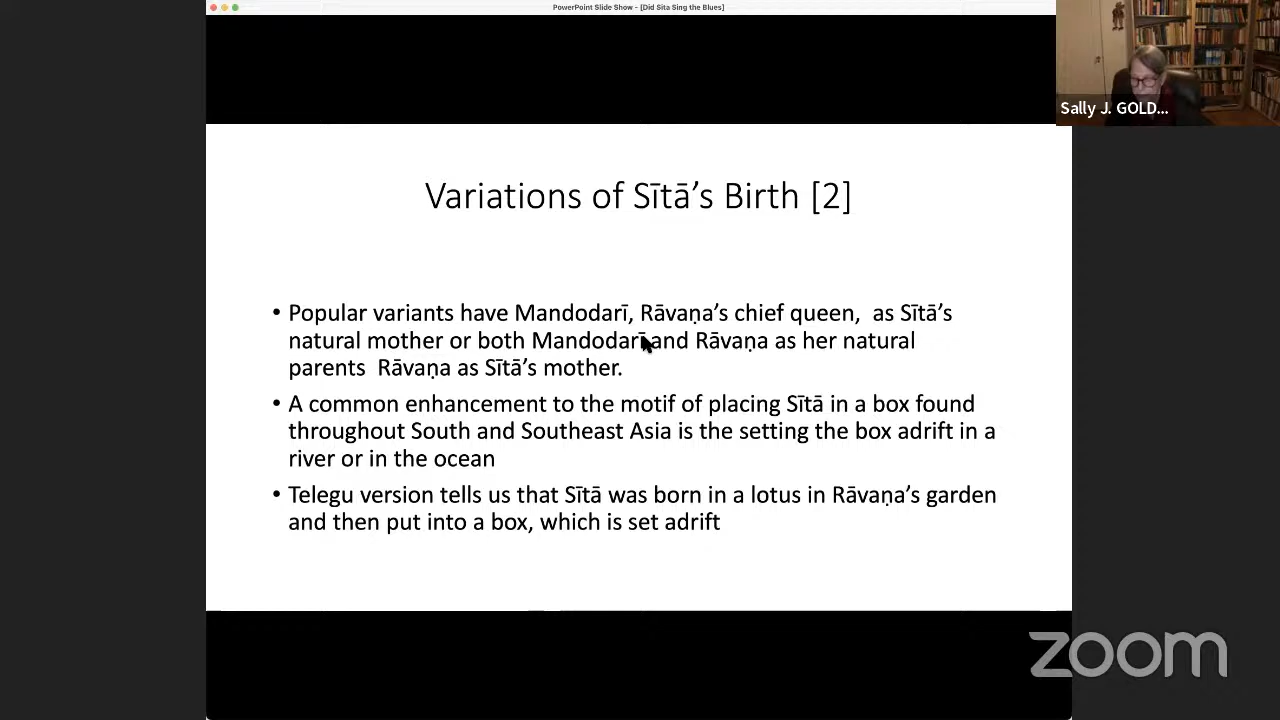 PowerPoint Slide Show - [Did Sita Sing the Blues]
Sally J. GOLD...
Variations of Sītā’s Birth [2]
• Popular variants have Mandodarī, Rāvaṇa’s chief queen, as Sītā’s
natural mother or both Mandodarī and Rāvaṇa as her natural
parents Rāvaṇa as Sītā’s mother.
• A common enhancement to the motif of placing Sītā in a box found
throughout South and Southeast Asia is the setting the box adrift in a
river or in the ocean
• Telegu version tells us that Sītā was born in a lotus in Rāvaṇa’s garden
and then put into a box, which is set adrift
zoom